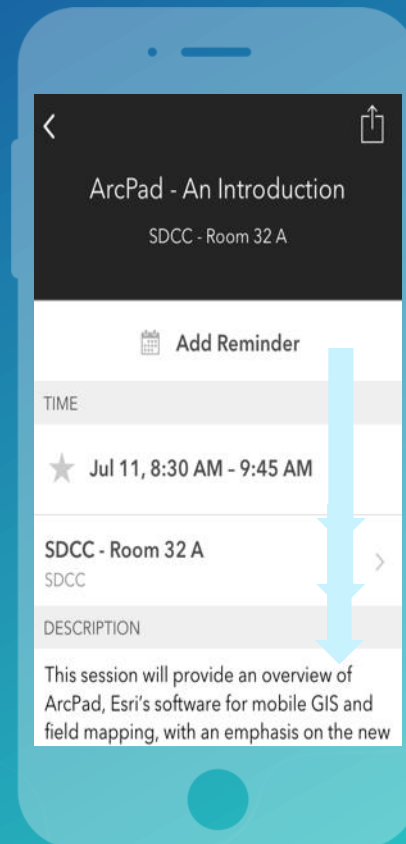 ArcPad - An Introduction
SDCC - Room 32 A
Add Reminder
TIME
Jul 11, 8:30 AM – 9:45 AM
SDCC - Room 32 A
SDCC
DESCRIPTION
This session will provide an overview of
ArcPad, Esri's software for mobile GIS and
field mapping, with an emphasis on the new